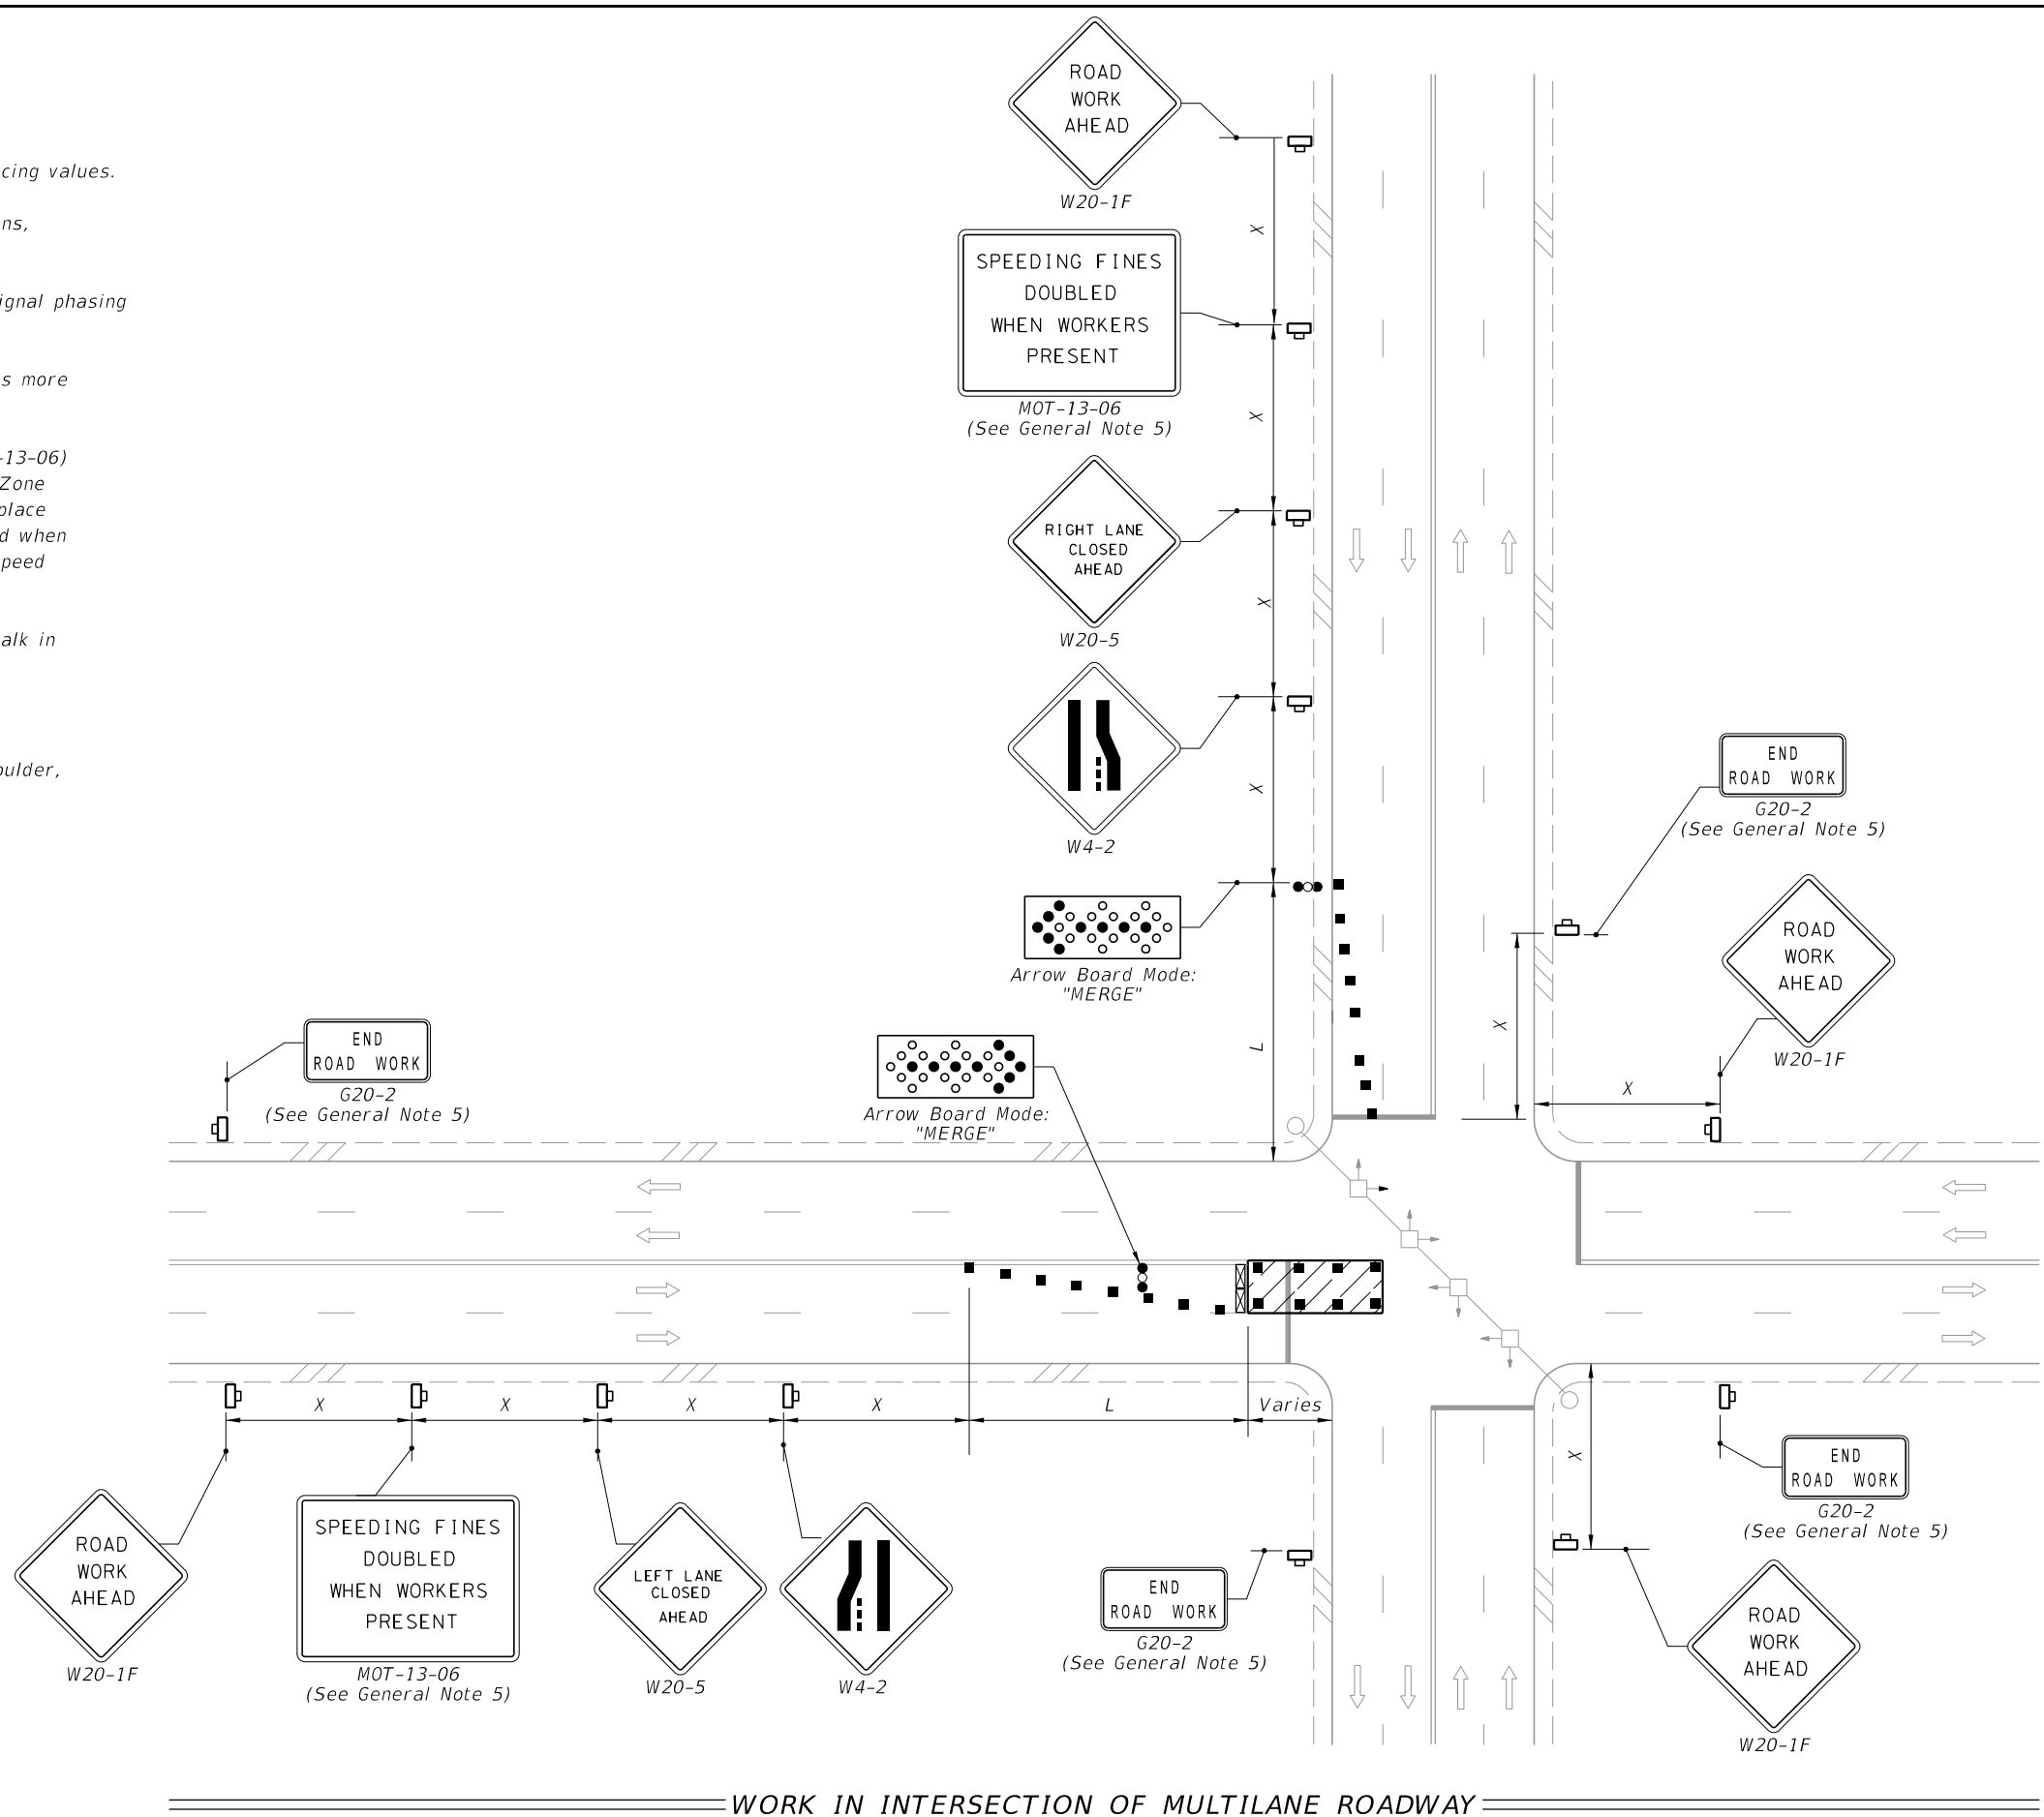 cing values.
ns,
ignal phasing
s more
-13-06)
Zone
place
d when
peed
alk in
oulder,
ROAD
WORK
AHEAD
W20-1F
X
SPEEDING FINES
DOUBLED
WHEN WORKERS
PRESENT
MOT-13-06
(See General Note 5)
X
RIGHT LANE
CLOSED
AHEAD
W20-5
X
W4-2
X
Arrow Board Mode:
"MERGE"
L
END
ROAD WORK
G20-2
(See General Note 5)
X
ROAD
WORK
AHEAD
W20-1F
X
END
ROAD WORK
G20-2
(See General Note 5)
Arrow Board Mode:
"MERGE"
X
X
X
X
L
Varies
ROAD
WORK
AHEAD
W20-1F
SPEEDING FINES
DOUBLED
WHEN WORKERS
PRESENT
MOT-13-06
(See General Note 5)
LEFT LANE
CLOSED
AHEAD
W20-5
W4-2
END
ROAD WORK
G20-2
(See General Note 5)
X
END
ROAD WORK
G20-2
(See General Note 5)
ROAD
WORK
AHEAD
W20-1F
WORK IN INTERSECTION OF MULTILANE ROADWAY